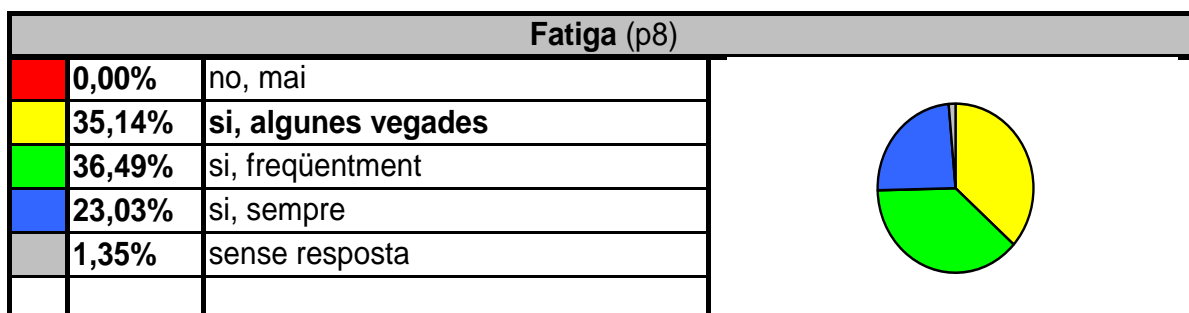 Fatiga (p8)
0,00% no, mai
35,14% si, algunes vegades
36,49% si, freqüentment
23,03% si, sempre
1,35% sense resposta